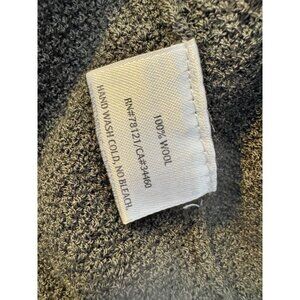 100% WOOL
RN#78121/CA#34460
HAND WASH COLD, NO BLEACH.